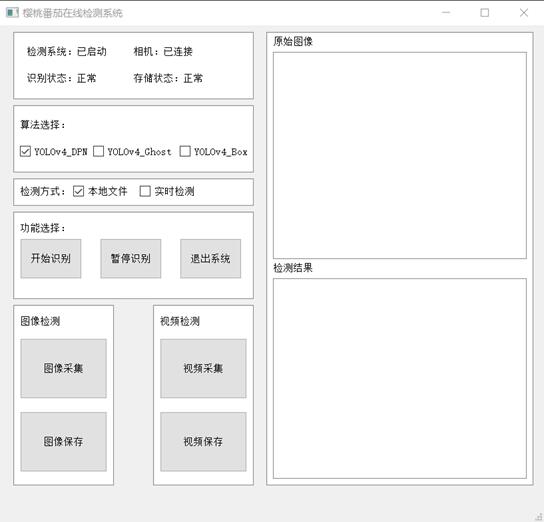 樱桃番茄在线检测系统
检测系统：已启动 相机：已连接
识别状态：正常 存储状态：正常
算法选择：
YOLOv4_DPN YOLOv4_Ghost YOLOv4_Box
检测方式： 本地文件 实时检测
功能选择：
开始识别 暂停识别 退出系统
图像检测
图像采集
图像保存
视频检测
视频采集
视频保存
原始图像
检测结果